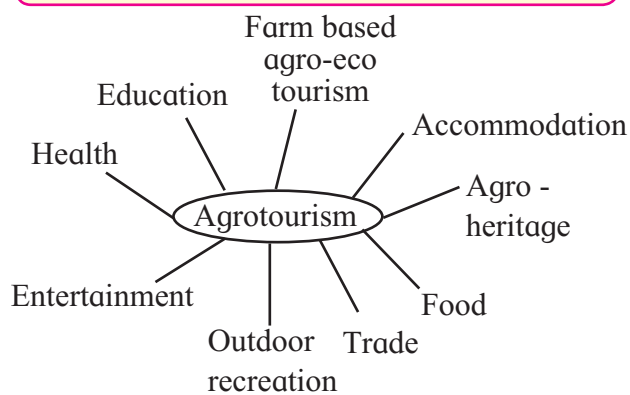 Farm based
agro-eco
tourism
Education
Accommodation
Health
Agro -
heritage
Agrotourism
Entertainment
Food
Outdoor
recreation
Trade